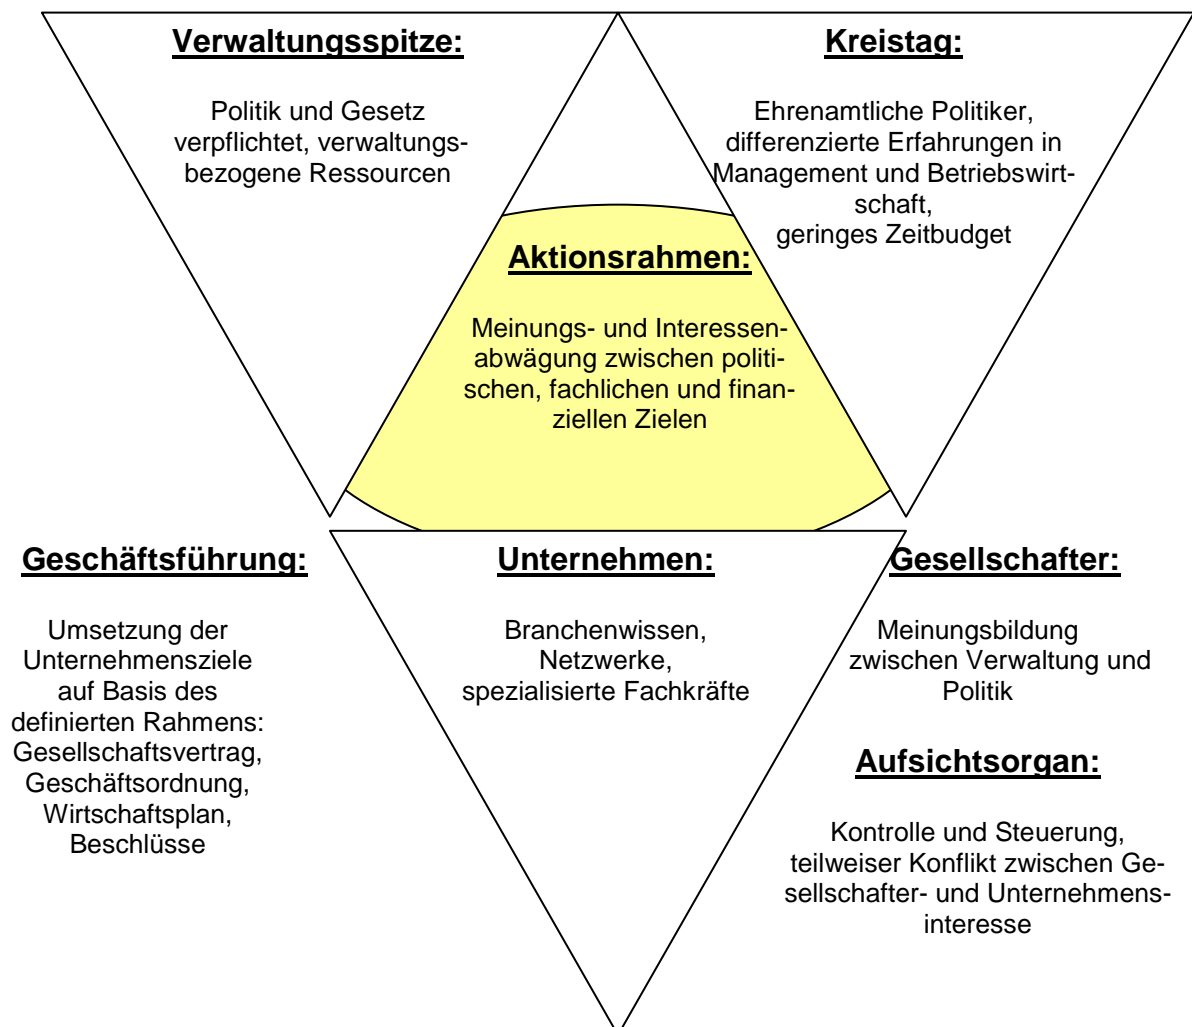 Verwaltungsspitze:
Politik und Gesetz
verpflichtet, verwaltungs-
bezogene Ressourcen
Kreistag:
Ehrenamtliche Politiker,
differenzierte Erfahrungen in
Management und Betriebswirt-
schaft,
geringes Zeitbudget
Aktionsrahmen:
Meinungs- und Interessen-
abwägung zwischen politi-
schen, fachlichen und finan-
ziellen Zielen
Geschäftsführung:
Umsetzung der
Unternehmensziele
auf Basis des
definierten Rahmens:
Gesellschaftsvertrag,
Geschäftsordnung,
Wirtschaftsplan,
Beschlüsse
Unternehmen:
Branchenwissen,
Netzwerke,
spezialisierte Fachkräfte
Gesellschafter:
Meinungsbildung
zwischen Verwaltung und
Politik
Aufsichtsorgan:
Kontrolle und Steuerung,
teilweiser Konflikt zwischen Ge-
sellschafter- und Unternehmens-
interesse